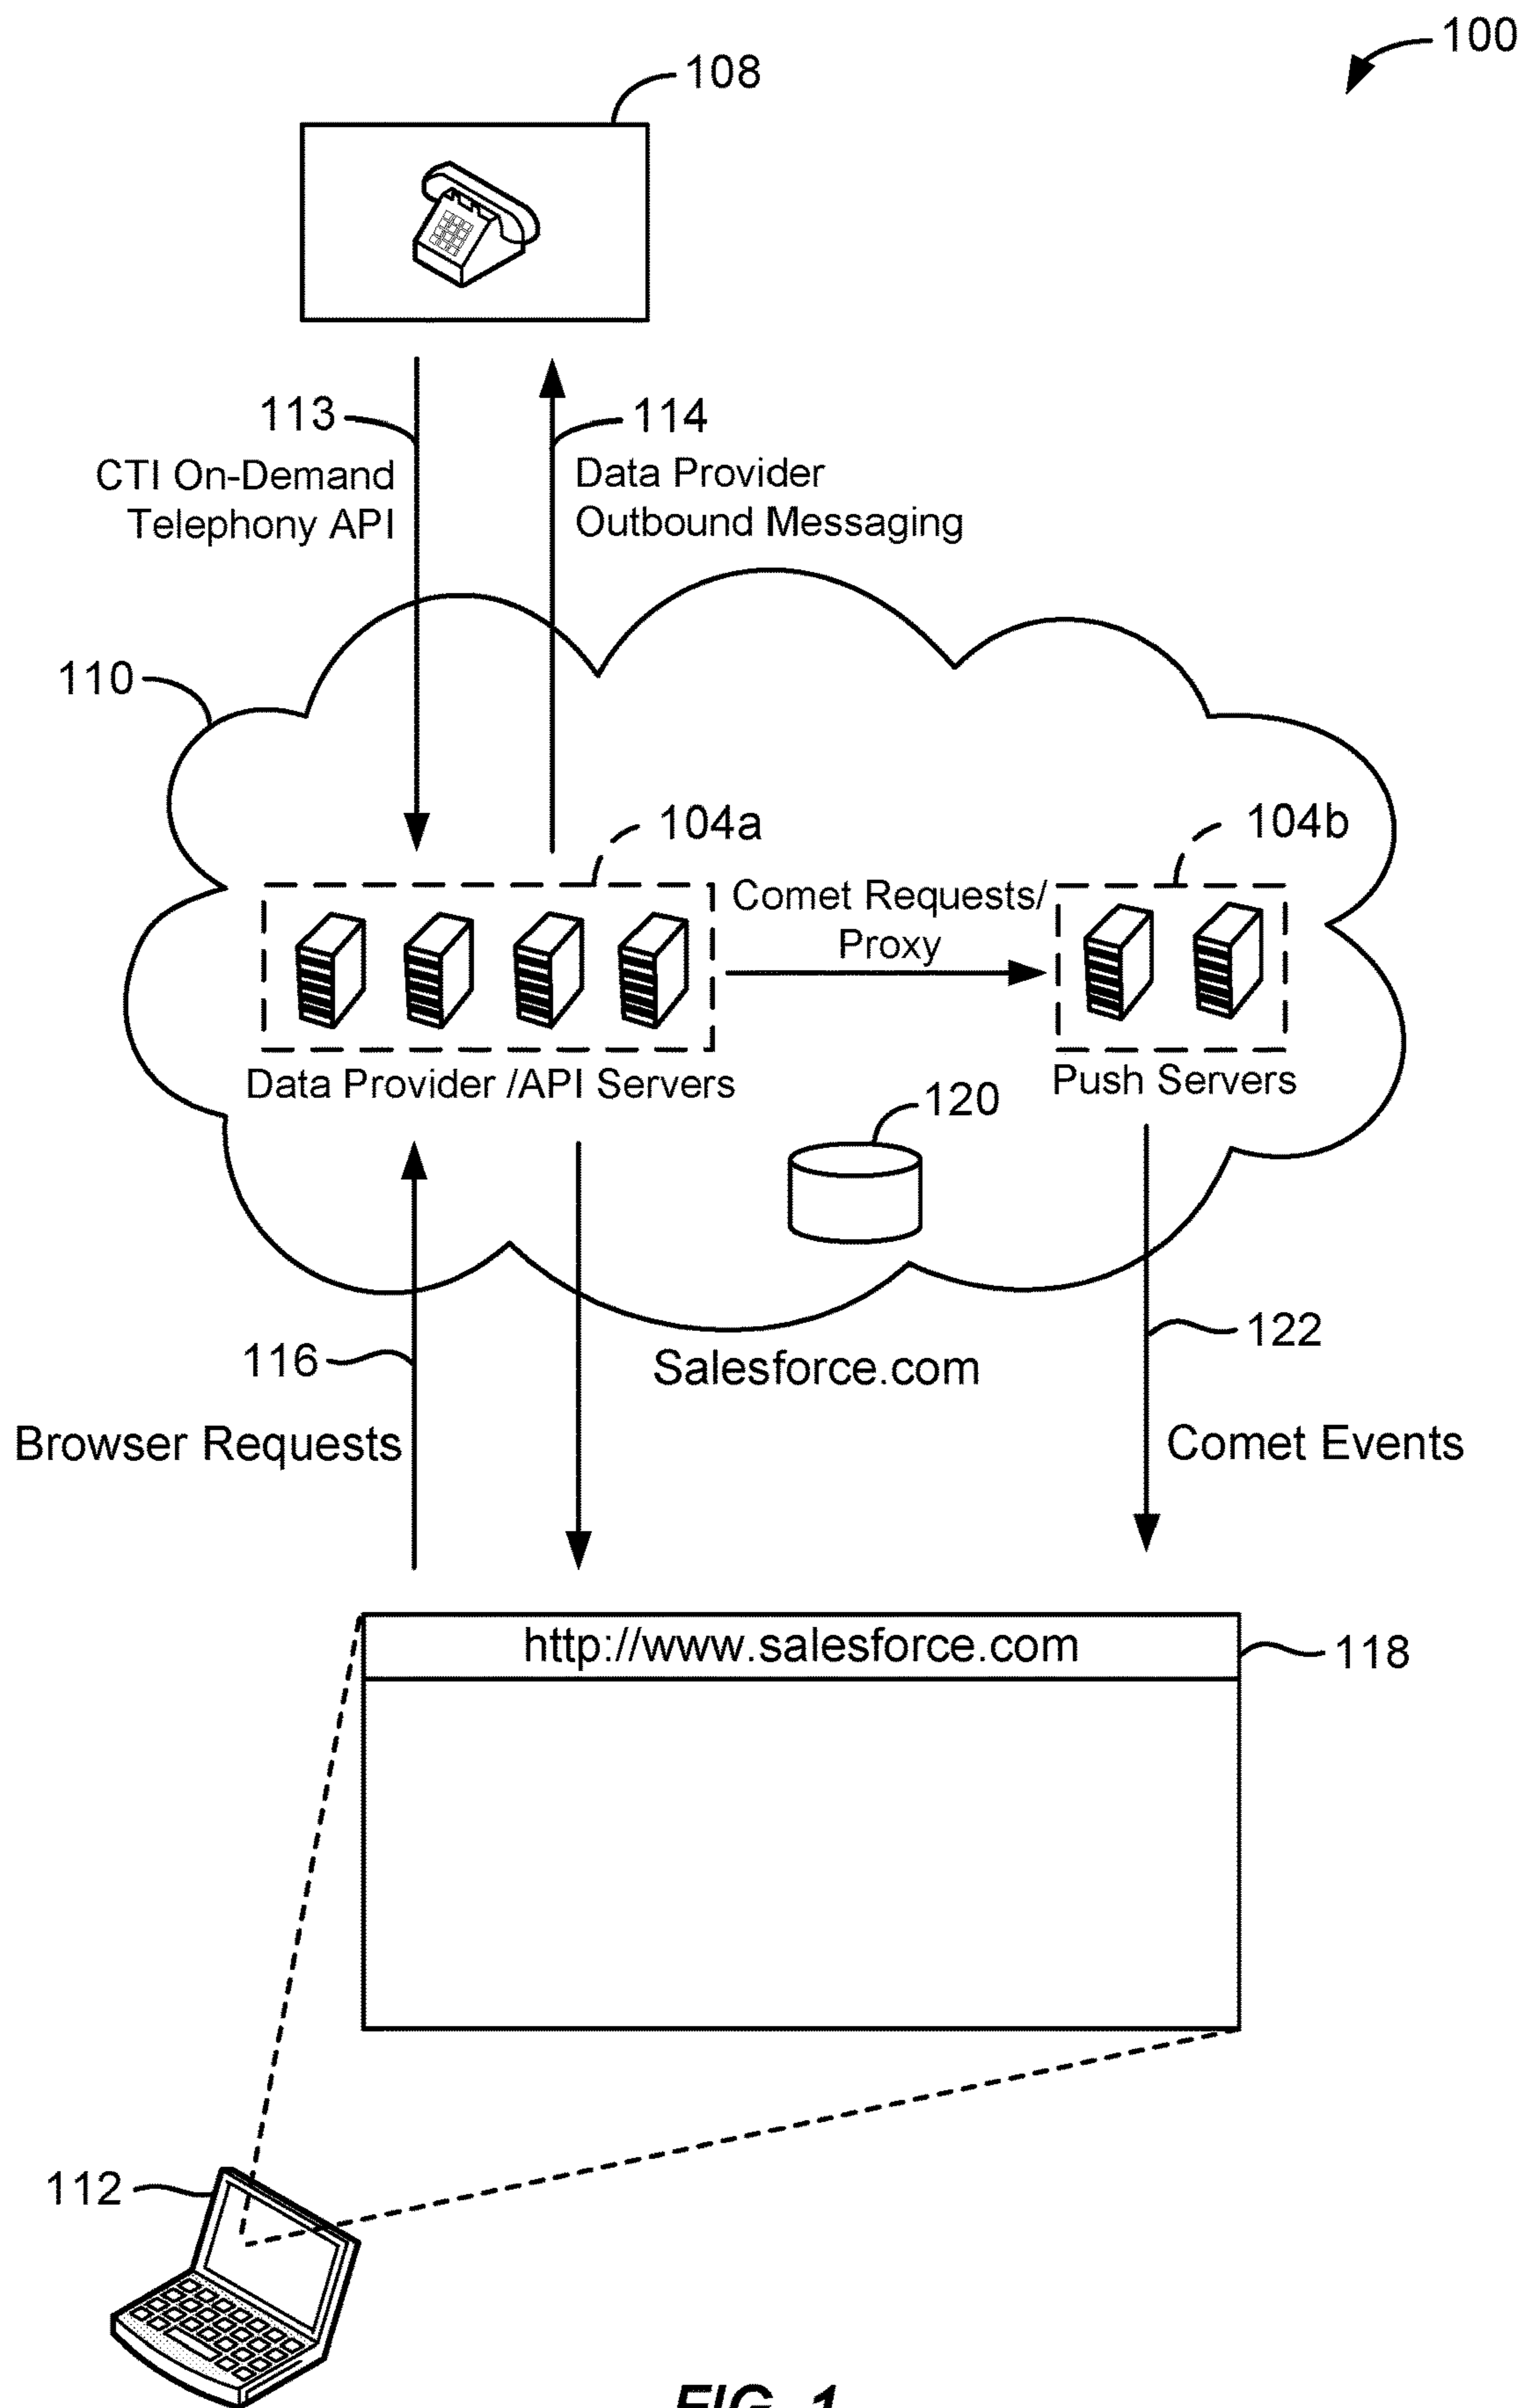 100
108
113
CTI On-Demand
Telephony API
114
Data Provider
Outbound Messaging
110
104a
104b
Comet Requests/
Proxy
Data Provider /API Servers
Push Servers
120
116
Salesforce.com
122
Browser Requests
Comet Events
http://www.salesforce.com
118
112
FIG. 1